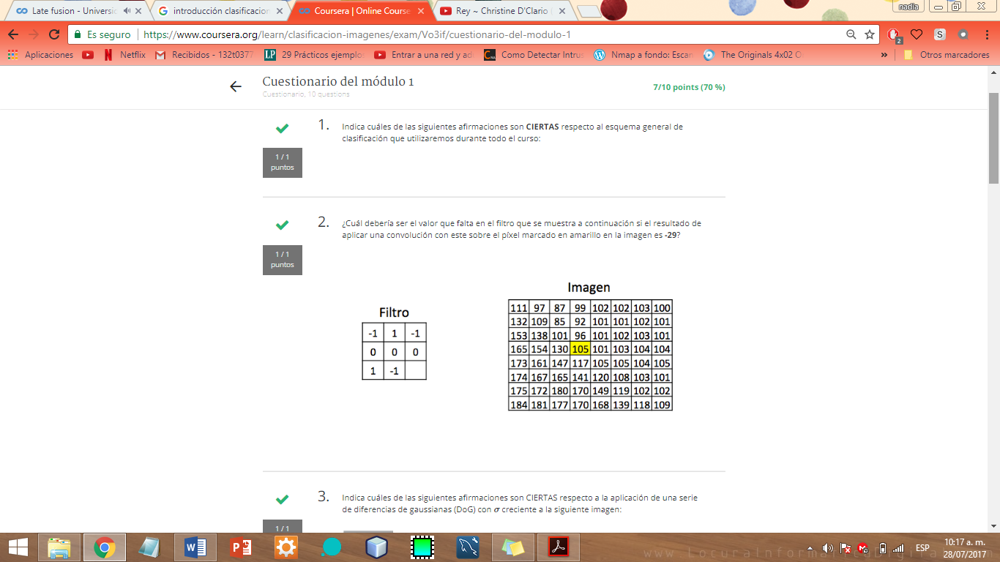 Late fusion - Universi
introducción clasificacion
Coursera | Online Course
Rey ~ Christine D'Clario
nadia
Es seguro | https://www.coursera.org/learn/clasificacion-imagenes/exam/Vo3if/cuestionario-del-modulo-1
2
Aplicaciones Netflix Recibidos - 132t0377 29 Prácticos ejemplo Entrar a una red y ad Como Detectar Intrus Nmap a fondo: Escan The Originals 4x02 O » Otros marcadores
Cuestionario del módulo 1
Cuestionario, 10 questions
7/10 points (70 %)
1 / 1
puntos
1. Indica cuáles de las siguientes afirmaciones son CIERTAS respecto al esquema general de
clasificación que utilizaremos durante todo el curso:
1 / 1
puntos
2. ¿Cuál debería ser el valor que falta en el filtro que se muestra a continuación si el resultado de
aplicar una convolución con este sobre el píxel marcado en amarillo en la imagen es -29?
Filtro
-1 1 -1
0 0 0
1 -1
Imagen
111 97 87 99 102 102 103 100
132 109 85 92 101 101 102 101
153 138 101 96 101 102 103 101
165 154 130 105 101 103 104 104
173 161 147 117 105 105 104 105
174 167 165 141 120 108 103 101
175 172 180 170 149 119 102 102
184 181 177 170 168 139 118 109
1 / 1
3. Indica cuáles de las siguientes afirmaciones son CIERTAS respecto a la aplicación de una serie
de diferencias de gaussianas (DoG) con σ creciente a la siguiente imagen:
ESP
10:17 a. m.
28/07/2017